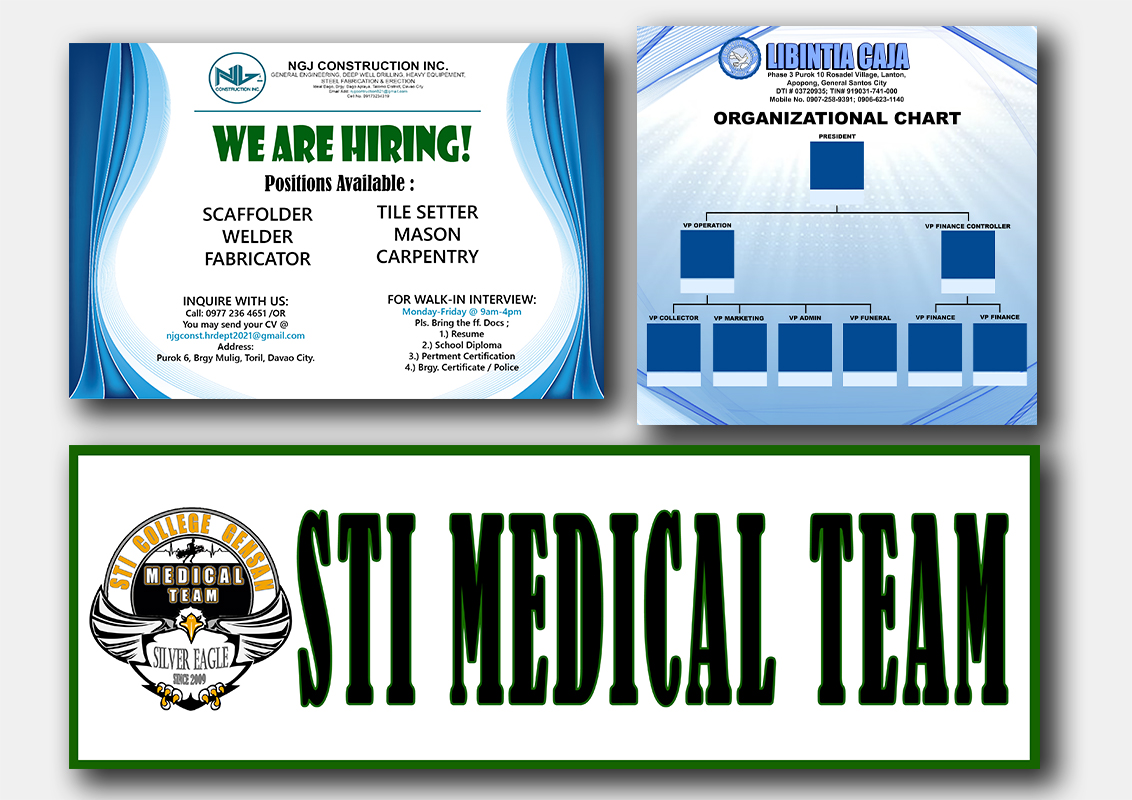 NGJ CONSTRUCTION INC.
GENERAL ENGINEERING, DEEP WELL DRILLING, HEAVY EQUIPEMENT,
STEEL FABRICATION & ERECTION
CONSTRUCTION INC.
WE ARE HIRING!
Positions Available :
SCAFFOLDER
WELDER
FABRICATOR
TILE SETTER
MASON
CARPENTRY
INQUIRE WITH US:
Call: 0977 236 4651 /OR
You may send your CV @
njgconst.hrdept2021@gmail.com
Address:
Purok 6, Brgy Mulig, Toril, Davao City.
FOR WALK-IN INTERVIEW:
Monday-Friday @ 9am-4pm
Pls. Bring the ff. Docs ;
1.) Resume
2.) School Diploma
3.) Pertment Certification
4.) Brgy. Certificate / Police
LIBINTIA CAJA
Phase 3 Purok 10 Rosadel Village, Lanton,
Apopong, General Santos City
DTI # 03720935; TIN# 919031-741-000
Mobile No. 0907-258-9391; 0906-623-1140
ORGANIZATIONAL CHART
PRESIDENT
VP OPERATION
VP FINANCE CONTROLLER
VP COLLECTOR
VP MARKETING
VP ADMIN
VP FUNERAL
VP FINANCE
VP FINANCE
STI COLLEGE GENSAN
MEDICAL
TEAM
SILVER EAGLE
SINCE 2009
STI MEDICAL TEAM